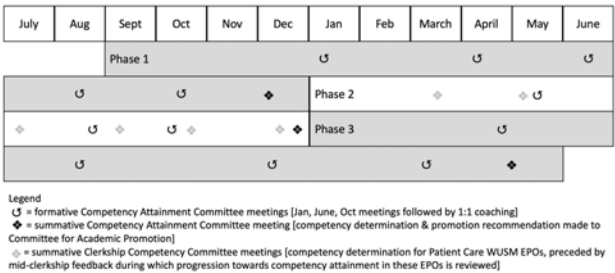 July Aug Sept Oct Nov Dec Jan Feb March April May June
Phase 1 ↺ ↺ ↺
↺ ↺ ❖ Phase 2 ❖ ❖ ↺
❖ ↺ ❖ ↺ ❖ ❖ ❖ Phase 3 ↺
↺ ↺ ↺ ❖
Legend
↺ = formative Competency Attainment Committee meetings [Jan, June, Oct meetings followed by 1:1 coaching]
❖ = summative Competency Attainment Committee meeting [competency determination & promotion recommendation made to
Committee for Academic Promotion]
❖ = summative Clerkship Competency Committee meetings [competency determination for Patient Care WUSM EPOs, preceded by
mid-clerkship feedback during which progression towards competency attainment in these EPOs is reviewed]